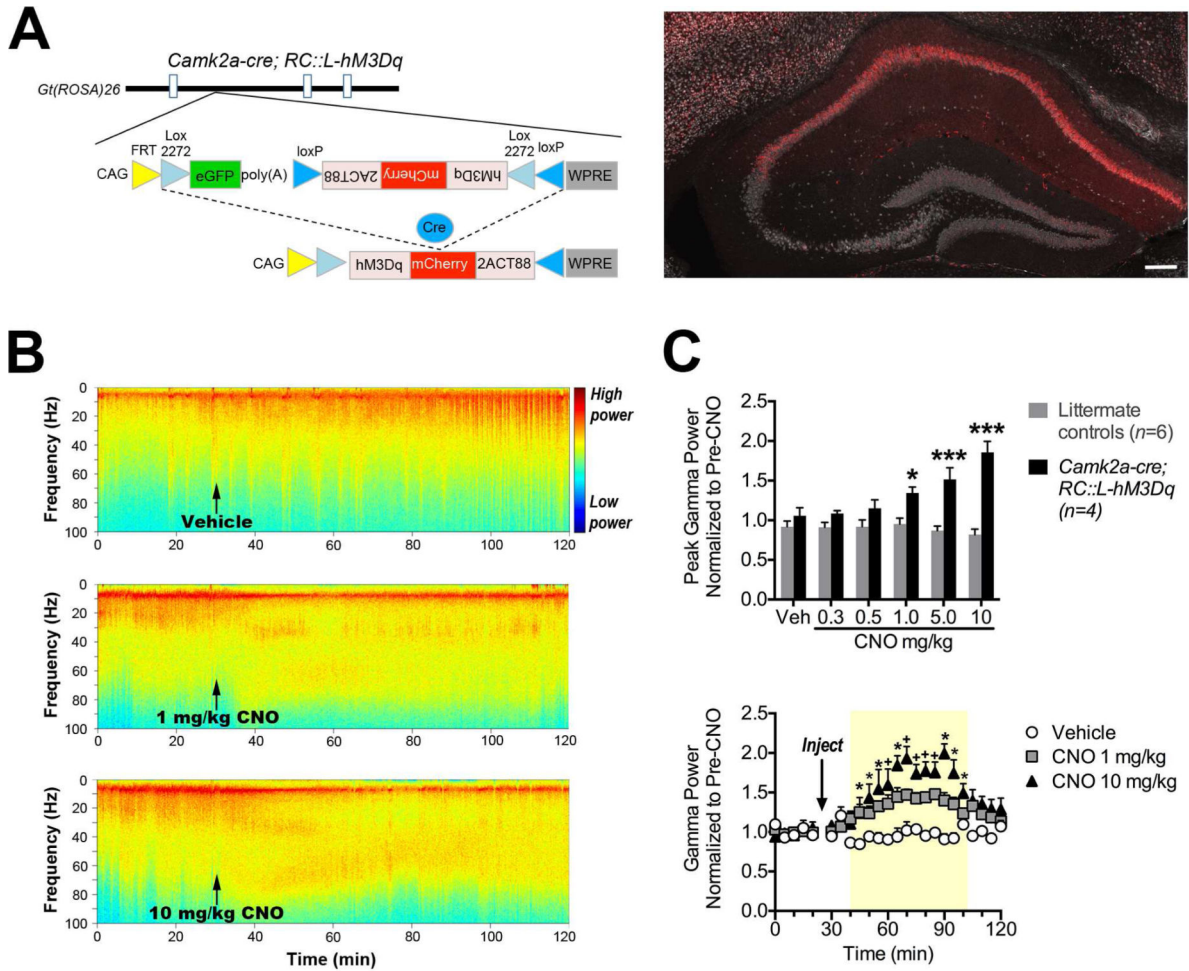 A
Camk2a-cre; RC::L-hM3Dq
Gt(ROSA)26
FRT
Lox
2272
loxP
Lox
2272
loxP
CAG
eGFP
poly(A)
2ACT88
mCherry
hM3Dq
WPRE
Cre
CAG
hM3Dq
mCherry
2ACT88
WPRE
B
Frequency (Hz)
0
20
40
60
80
100
Vehicle
0
20
40
60
80
100
120
High
power
Low
power
Frequency (Hz)
0
20
40
60
80
100
1 mg/kg CNO
0
20
40
60
80
100
120
Frequency (Hz)
0
20
40
60
80
100
10 mg/kg CNO
0
20
40
60
80
100
120
Time (min)
C
Peak Gamma Power
Normalized to Pre-CNO
2.5
2.0
1.5
1.0
0.5
0.0
*
***
***
Veh
0.3
0.5
1.0
5.0
10
CNO mg/kg
Littermate
controls (n=6)
Camk2a-cre;
RC::L-hM3Dq
(n=4)
Gamma Power
Normalized to Pre-CNO
2.5
2.0
1.5
1.0
0.5
0.0
Inject
* * + + * + + + + * * *
0
30
60
90
120
Time (min)
Vehicle
CNO 1 mg/kg
CNO 10 mg/kg